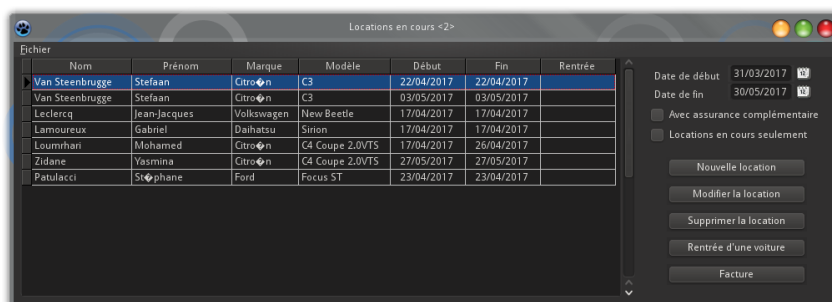 Locations en cours <2>
Fichier
Nom Prénom Marque Modèle Début Fin Rentrée
Van Steenbrugge Stefaan Citro�n C3 22/04/2017 22/04/2017
Van Steenbrugge Stefaan Citro�n C3 03/05/2017 03/05/2017
Leclercq Jean-Jacques Volkswagen New Beetle 17/04/2017 17/04/2017
Lamoureux Gabriel Daihatsu Sirion 17/04/2017 17/04/2017
Loumrhari Mohamed Citro�n C4 Coupe 2.0VTS 17/04/2017 26/04/2017
Zidane Yasmina Citro�n C4 Coupe 2.0VTS 27/05/2017 27/05/2017
Patulacci St�phane Ford Focus ST 23/04/2017 23/04/2017
Date de début 31/03/2017
Date de fin 30/05/2017
Avec assurance complémentaire
Locations en cours seulement
Nouvelle location
Modifier la location
Supprimer la location
Rentrée d'une voiture
Facture